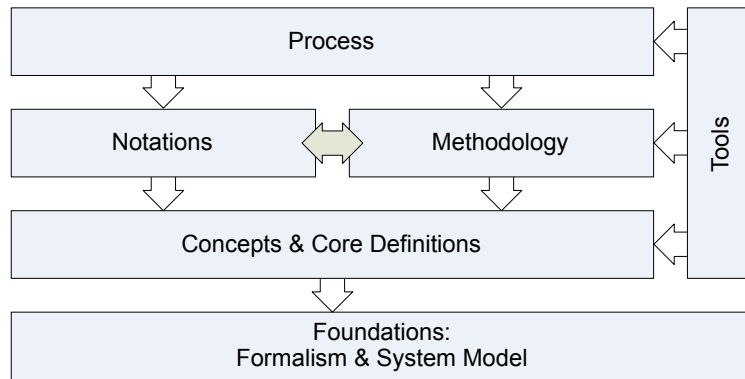 Process
Notations
Methodology
Tools
Concepts & Core Definitions
Foundations:
Formalism & System Model